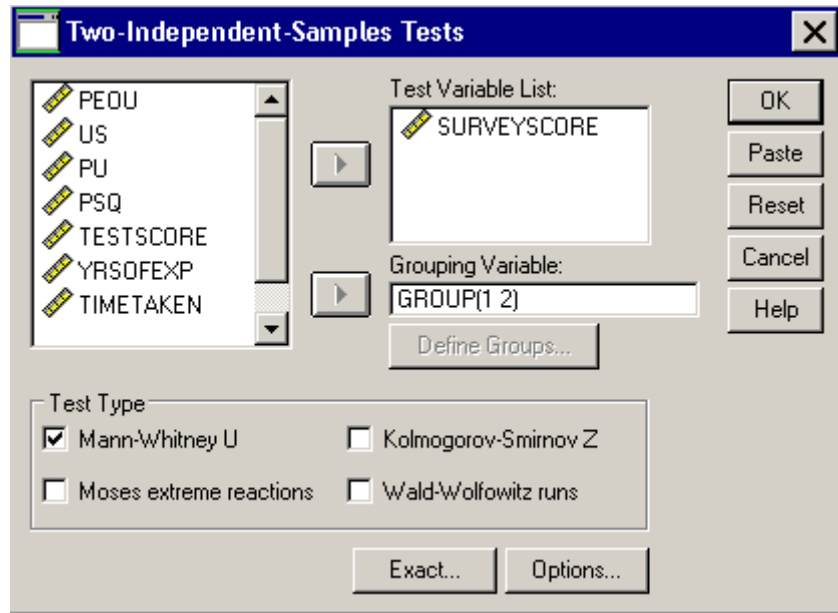 Two-Independent-Samples Tests
PEOU
US
PU
PSQ
TESTSCORE
YRSOFEXP
TIMETAKEN
Test Variable List:
SURVEYSCORE
Grouping Variable:
GROUP(1 2)
Define Groups...
OK
Paste
Reset
Cancel
Help
Test Type
Mann-Whitney U
Kolmogorov-Smirnov Z
Moses extreme reactions
Wald-Wolfowitz runs
Exact...
Options...